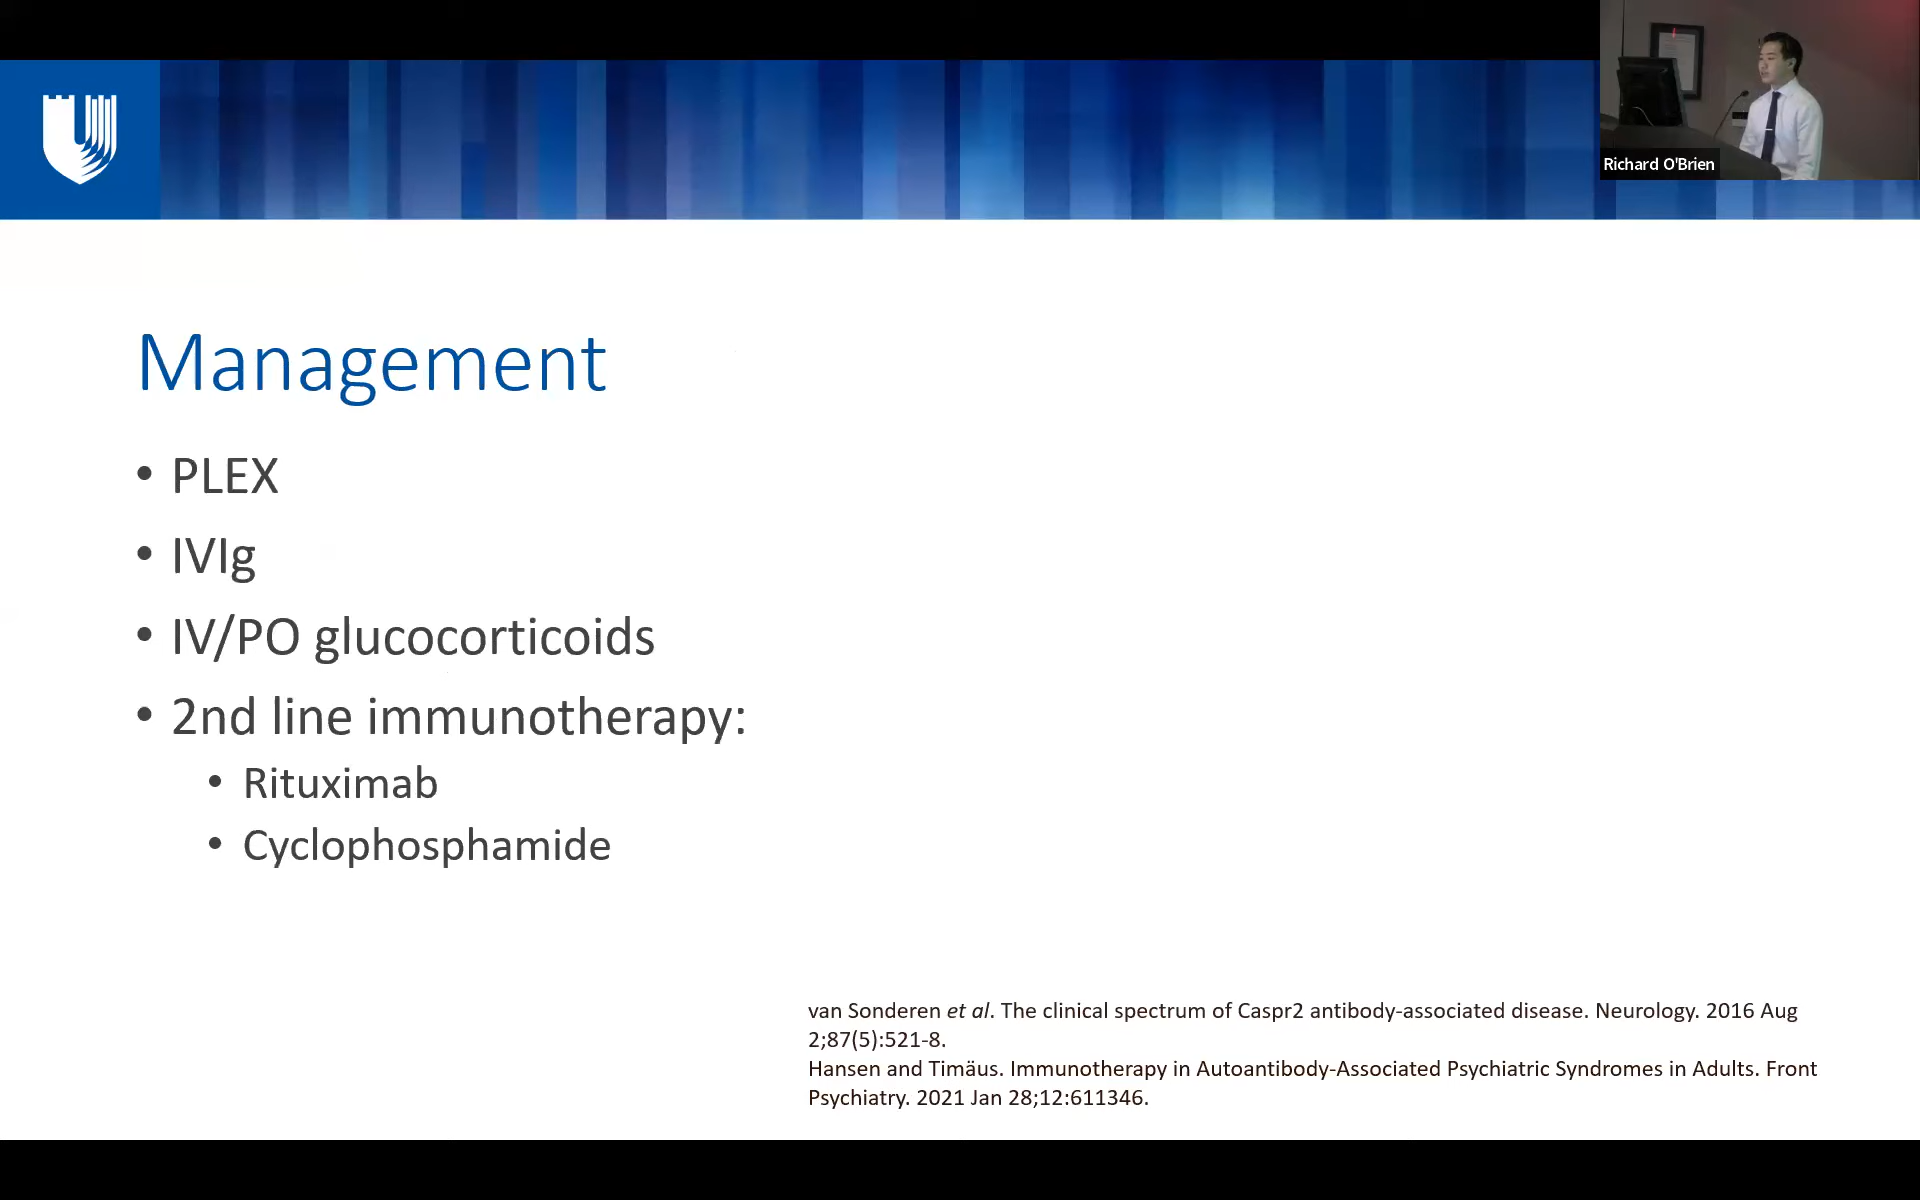 Richard O'Brien
Management
• PLEX
• IVIg
• IV/PO glucocorticoids
• 2nd line immunotherapy:
• Rituximab
• Cyclophosphamide
van Sonderen et al. The clinical spectrum of Caspr2 antibody-associated disease. Neurology. 2016 Aug
2;87(5):521-8.
Hansen and Timäus. Immunotherapy in Autoantibody-Associated Psychiatric Syndromes in Adults. Front
Psychiatry. 2021 Jan 28;12:611346.